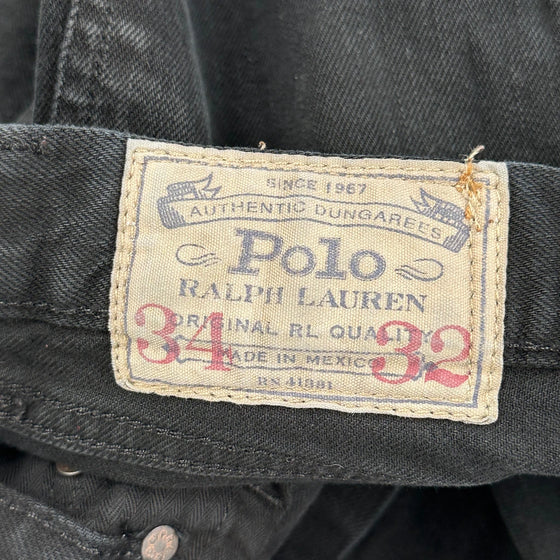 SINCE 1967
AUTHENTIC DUNGAREES
Polo
RALPH LAUREN
ORIGINAL RL QUALITY
34 32
MADE IN MEXICO
RN 41381